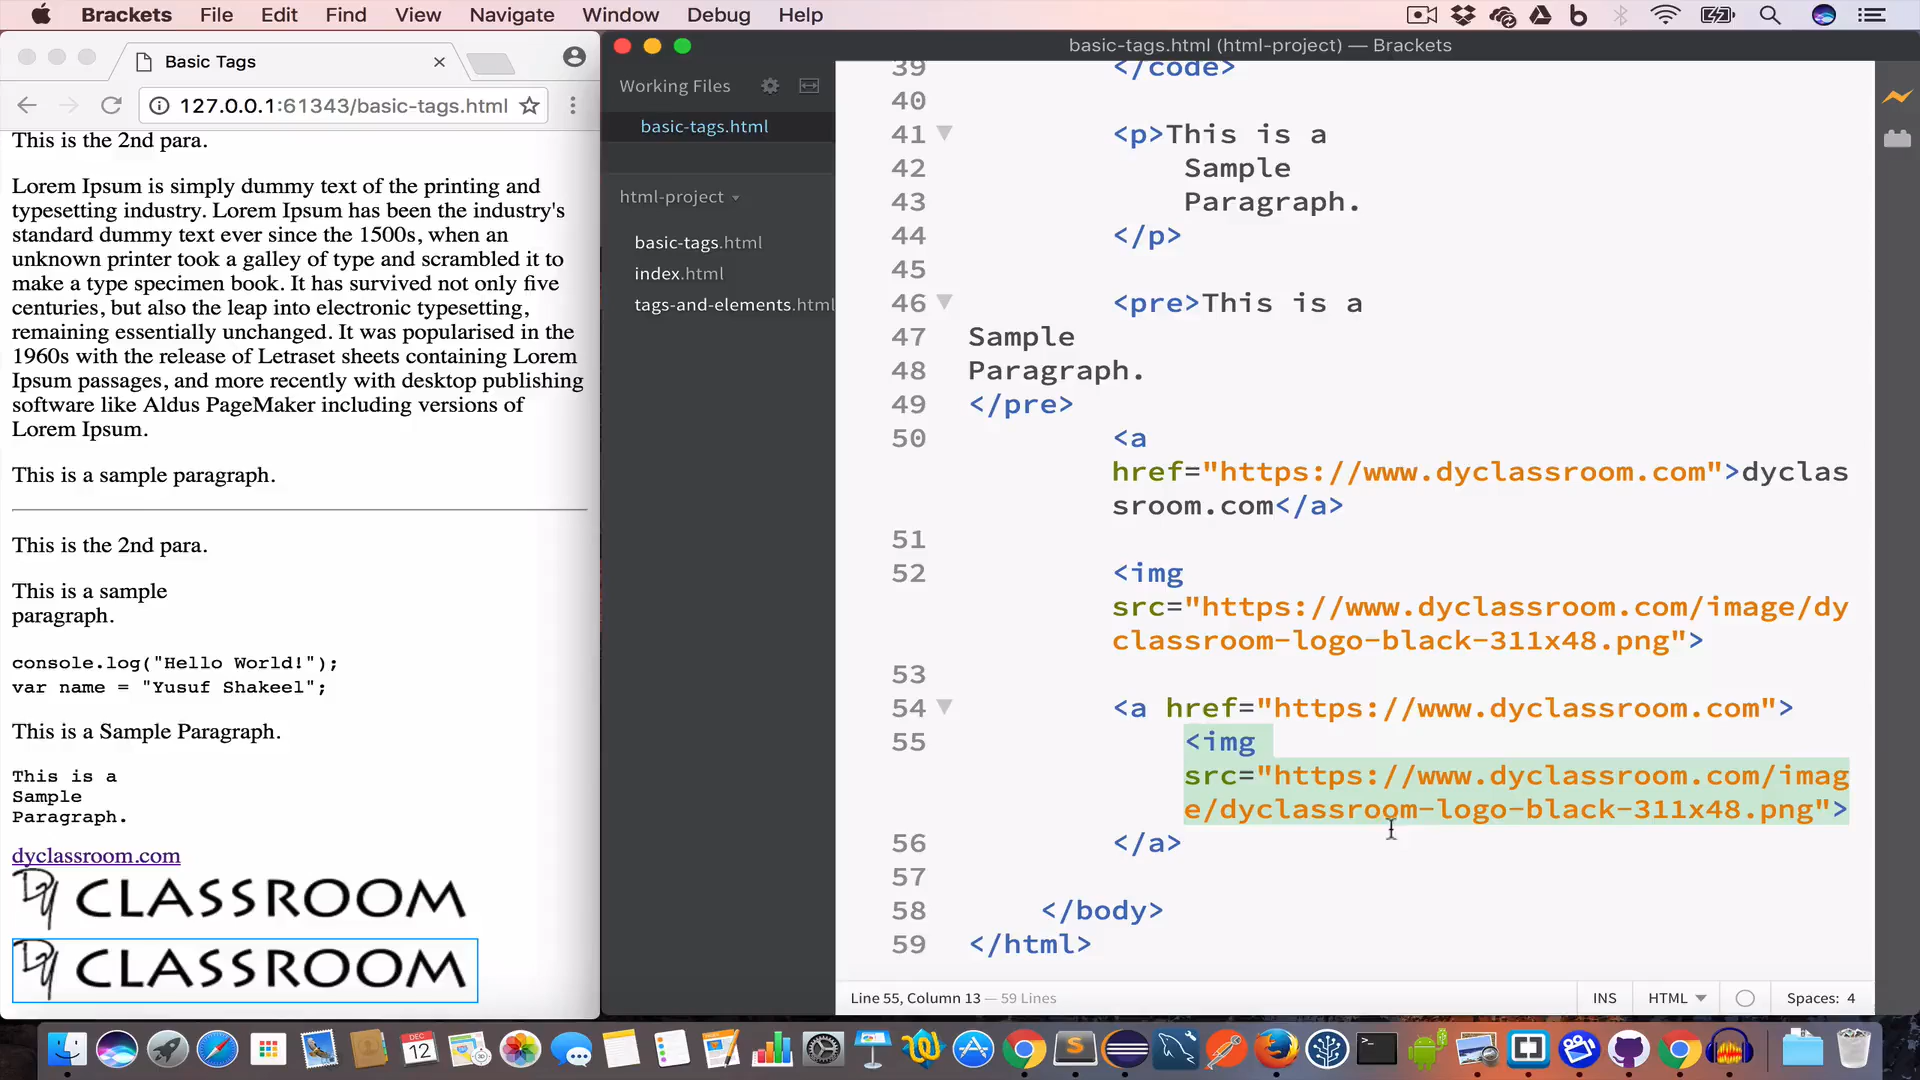 Brackets File Edit Find View Navigate Window Debug Help
Basic Tags
127.0.0.1:61343/basic-tags.html
This is the 2nd para.
Lorem Ipsum is simply dummy text of the printing and
typesetting industry. Lorem Ipsum has been the industry's
standard dummy text ever since the 1500s, when an
unknown printer took a galley of type and scrambled it to
make a type specimen book. It has survived not only five
centuries, but also the leap into electronic typesetting,
remaining essentially unchanged. It was popularised in the
1960s with the release of Letraset sheets containing Lorem
Ipsum passages, and more recently with desktop publishing
software like Aldus PageMaker including versions of
Lorem Ipsum.
This is a sample paragraph.
This is the 2nd para.
This is a sample
paragraph.
console.log("Hello World!");
var name = "Yusuf Shakeel";
This is a Sample Paragraph.
This is a
Sample
Paragraph.
dyclassroom.com
DY CLASSROOM
DY CLASSROOM
basic-tags.html (html-project) — Brackets
Working Files
basic-tags.html
html-project
basic-tags.html
index.html
tags-and-elements.html
39 </code>
40
41 <p>This is a
42 Sample
43 Paragraph.
44 </p>
45
46 <pre>This is a
47 Sample
48 Paragraph.
49 </pre>
50 <a
href="https://www.dyclassroom.com">dyclas
sroom.com</a>
51
52 <img
src="https://www.dyclassroom.com/image/dy
classroom-logo-black-311x48.png">
53
54 <a href="https://www.dyclassroom.com">
55 <img
src="https://www.dyclassroom.com/imag
e/dyclassroom-logo-black-311x48.png">
56 </a>
57
58 </body>
59 </html>
Line 55, Column 13 — 59 Lines
INS HTML Spaces: 4
DEC
12